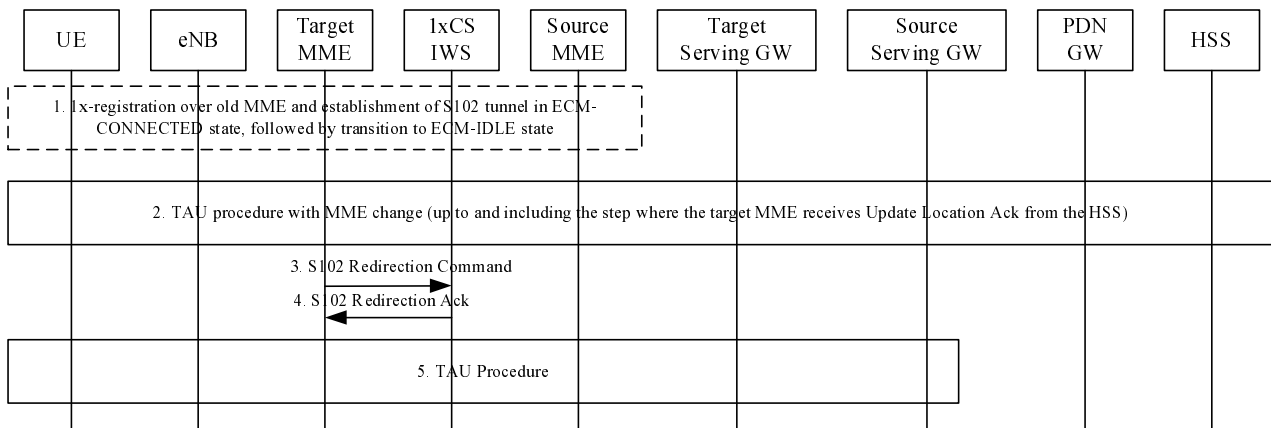 UE
eNB
Target
MME
1xCS
IWS
Source
MME
Target
Serving GW
Source
Serving GW
PDN
GW
HSS
1. 1x-registration over old MME and establishment of S102 tunnel in ECM-
CONNECTED state, followed by transition to ECM-IDLE state
2. TAU procedure with MME change (up to and including the step where the target MME receives Update Location Ack from the HSS)
3. S102 Redirection Command
4. S102 Redirection Ack
5. TAU Procedure